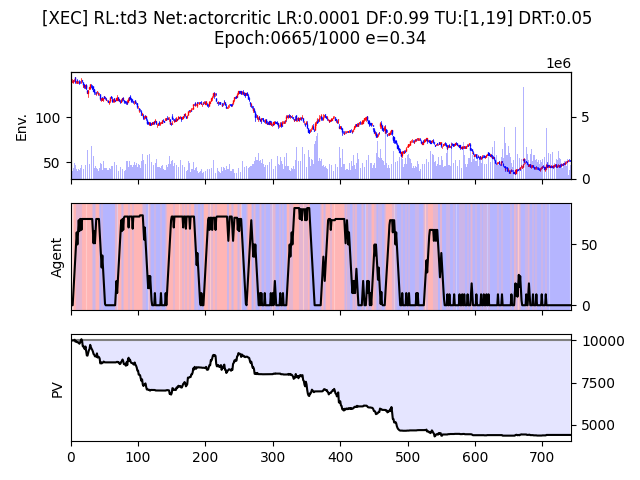 [XEC] RL:td3 Net:actorcritic LR:0.0001 DF:0.99 TU:[1,19] DRT:0.05
Epoch:0665/1000 e=0.34
1e6
Env.
100
50
5
0
Agent
50
0
PV
10000
7500
5000
0 100 200 300 400 500 600 700